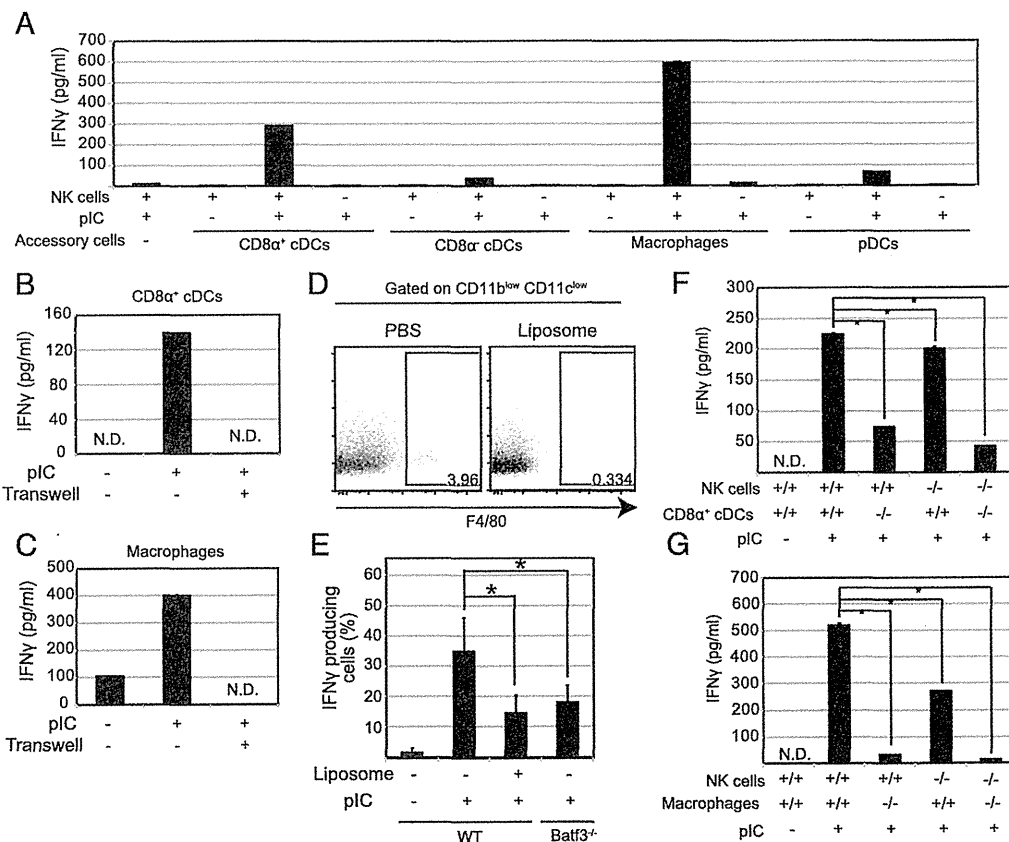 A
700
600
500
400
300
200
100
IFNγ (pg/ml)
NK cells + + + - + + - + + - + + -
pIC + - + + - + + - + + - + +
Accessory cells - CD8α+ cDCs CD8α- cDCs Macrophages pDCs
B
CD8α+ cDCs
160
120
80
40
0
IFNγ (pg/ml)
N.D. N.D.
pIC - + +
Transwell - - +
C
Macrophages
500
400
300
200
100
0
IFNγ (pg/ml)
N.D.
pIC - + +
Transwell - - +
D
Gated on CD11blow CD11clow
PBS Liposome
3.96 0.334
F4/80
E
60
50
40
30
20
10
IFNγ producing
cells (%)
*
*
Liposome - - + -
pIC - + + +
WT Batf3-/-
F
300
250
200
150
100
50
IFNγ (pg/ml)
*
*
*
N.D.
NK cells +/+ +/+ +/+ -/- -/-
CD8α+ cDCs +/+ +/+ -/- +/+ -/-
pIC - + + + +
G
700
600
500
400
300
200
100
IFNγ (pg/ml)
*
*
*
N.D.
NK cells +/+ +/+ +/+ -/- -/-
Macrophages +/+ +/+ -/- +/+ -/-
pIC - + + + +